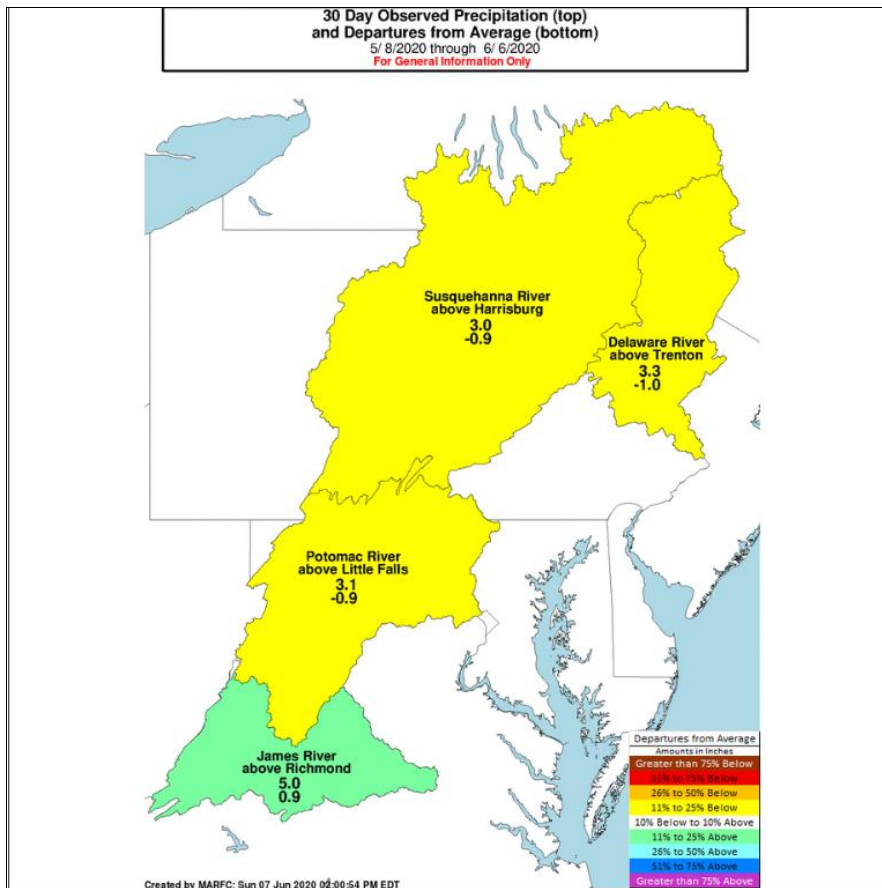 30 Day Observed Precipitation (top)
and Departures from Average (bottom)
5/ 8/2020 through 6/ 6/2020
For General Information Only
Susquehanna River
above Harrisburg
3.0
-0.9
Delaware River
above Trenton
3.3
-1.0
Potomac River
above Little Falls
3.1
-0.9
James River
above Richmond
5.0
0.9
Departures from Average
Amounts in Inches
Greater than 75% Below
51% to 75% Below
26% to 50% Below
11% to 25% Below
10% Below to 10% Above
11% to 25% Above
26% to 50% Above
51% to 75% Above
Greater than 75% Above
Created by MARFC: Sun 07 Jun 2020 02:00:54 PM EDT